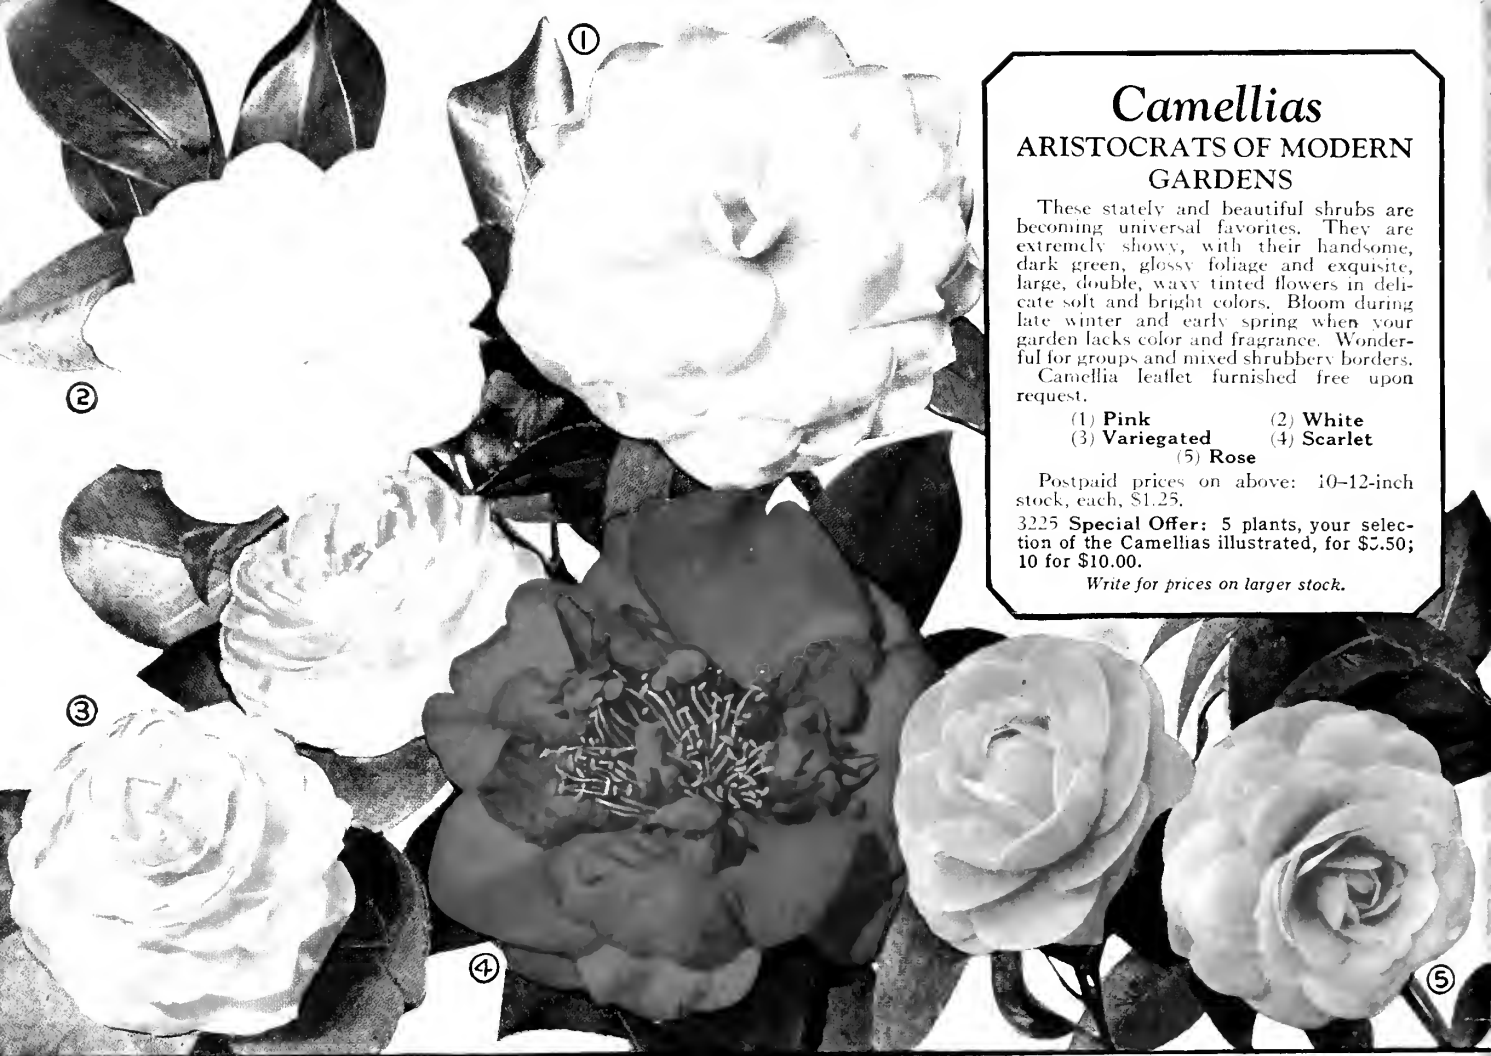 ①
Camellias
ARISTOCRATS OF MODERN
GARDENS
These stately and beautiful shrubs are
becoming universal favorites. They are
extremely showy, with their handsome,
dark green, glossy foliage and exquisite,
large, double, waxy tinted flowers in deli-
cate soft and bright colors. Bloom during
late winter and early spring when your
garden lacks color and fragrance. Wonder-
ful for groups and mixed shrubbery borders.
Camellia leaflet furnished free upon
request.
(1) Pink (2) White
(3) Variegated (4) Scarlet
(5) Rose
Postpaid prices on above: 10–12-inch
stock, each, $1.25.
3225 Special Offer: 5 plants, your selec-
tion of the Camellias illustrated, for
10 for $10.00.
Write for prices on larger stock.
②
③
④
⑤